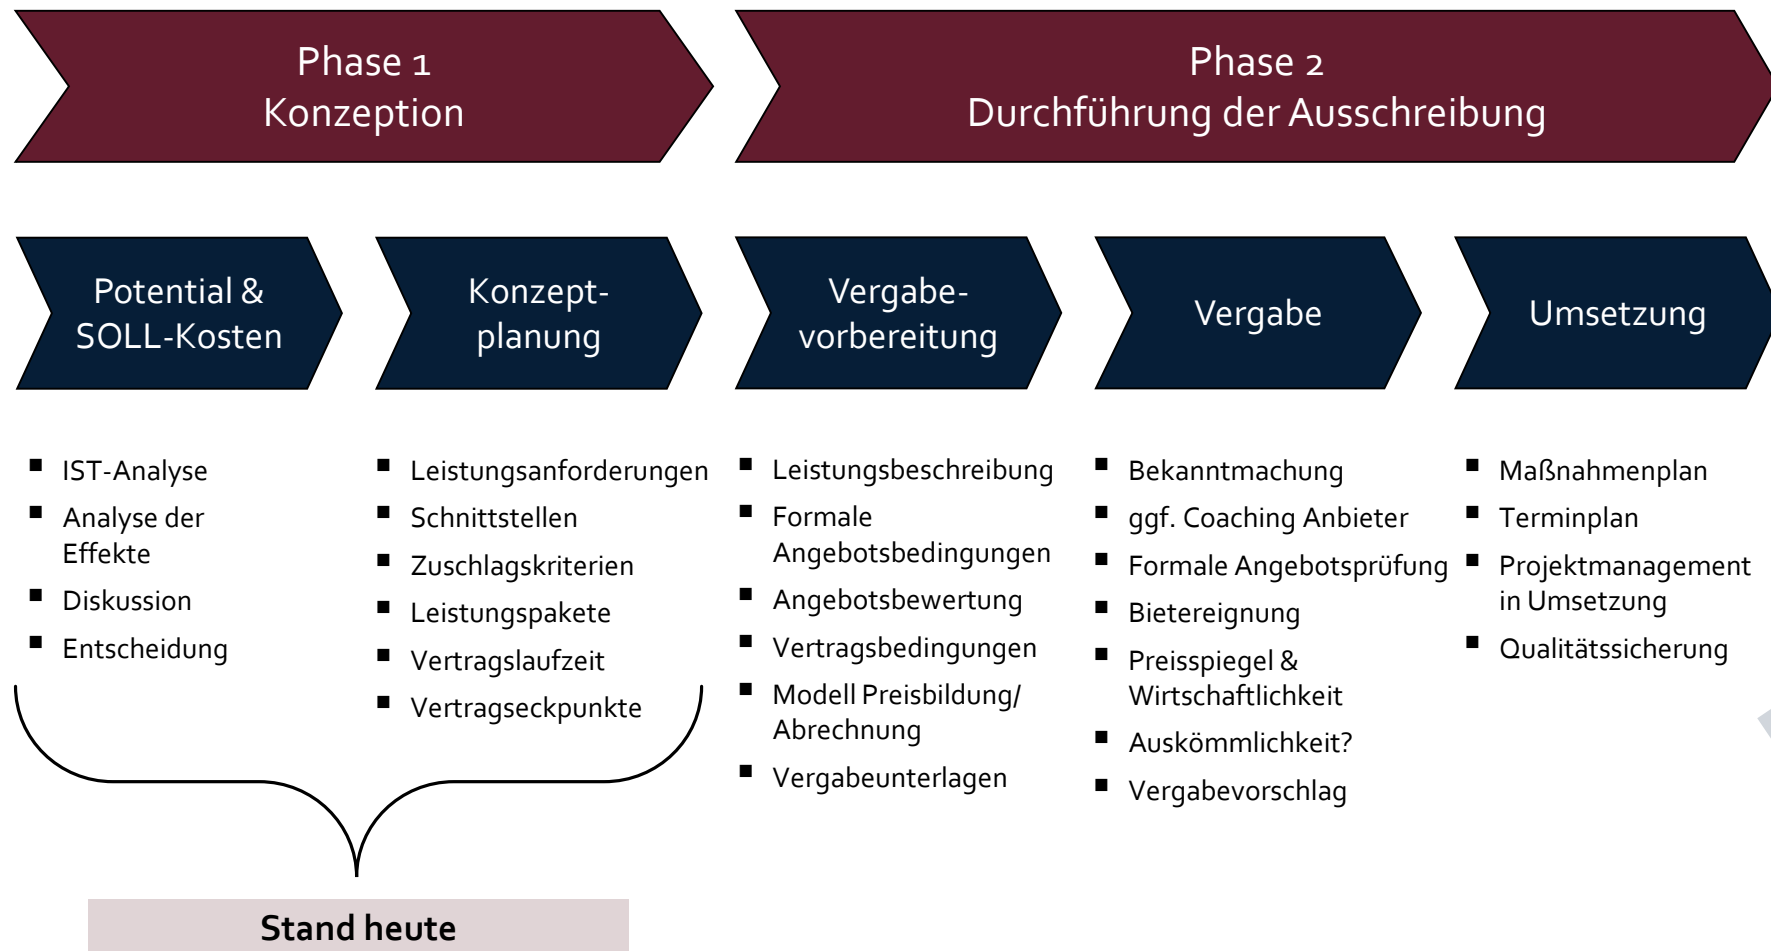 Phase 1
Konzeption
Phase 2
Durchführung der Ausschreibung
Potential &
SOLL-Kosten
Konzept-
planung
Vergabe-
vorbereitung
Vergabe
Umsetzung
▪ IST-Analyse
▪ Analyse der
Effekte
▪ Diskussion
▪ Entscheidung
▪ Leistungsanforderungen
▪ Schnittstellen
▪ Zuschlagskriterien
▪ Leistungspakete
▪ Vertragslaufzeit
▪ Vertragseckpunkte
▪ Leistungsbeschreibung
▪ Formale
Angebotsbedingungen
▪ Angebotsbewertung
▪ Vertragsbedingungen
▪ Modell Preisbildung/
Abrechnung
▪ Vergabeunterlagen
▪ Bekanntmachung
▪ ggf. Coaching Anbieter
▪ Formale Angebotsprüfung
▪ Bietereignung
▪ Preisspiegel &
Wirtschaftlichkeit
▪ Auskömmlichkeit?
▪ Vergabevorschlag
▪ Maßnahmenplan
▪ Terminplan
▪ Projektmanagement
in Umsetzung
▪ Qualitätssicherung
Stand heute